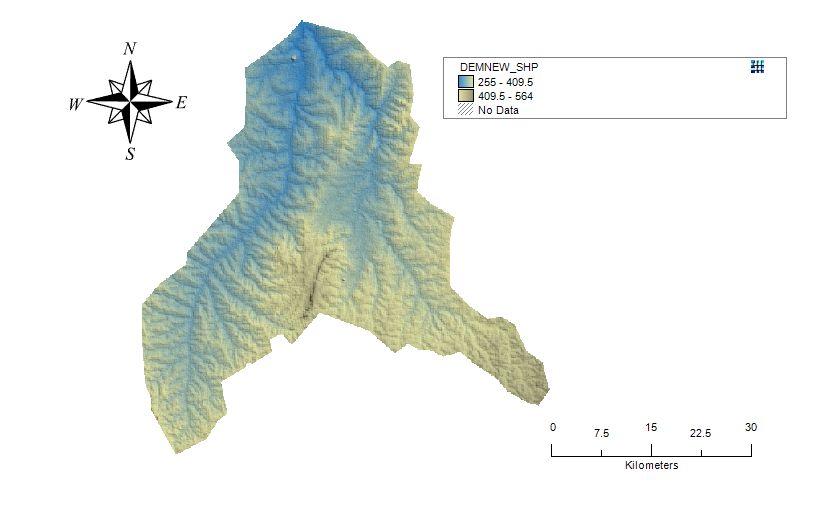 N
W E
S
DEMNEW_SHP
255 - 409.5
409.5 - 564
No Data
0 7.5 15 22.5 30
Kilometers